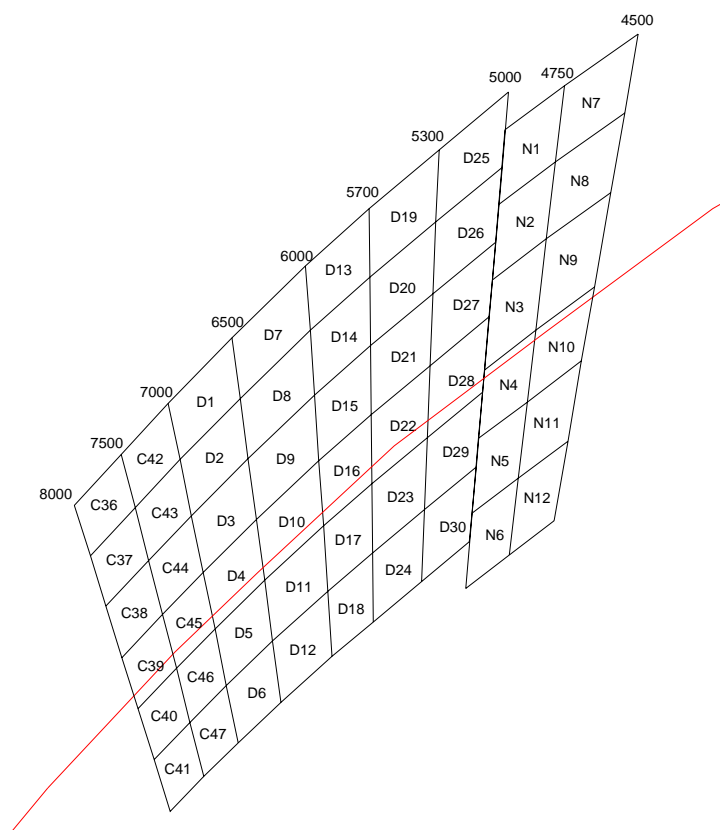 4500
4750
5000
5300
5700
6000
6500
7000
7500
8000
N7
N1
D25
N8
D19
N2
D26
N9
D13
D20
D27
N3
D7
D14
D21
N10
D28
N4
D1
D8
D15
D22
N11
C42
D2
D9
D16
D29
N5
C36
C43
D3
D10
D23
N12
C37
C44
D4
D17
D30
N6
C38
C45
D5
D11
D24
C39
C46
D12
D18
C40
C47
D6
C41